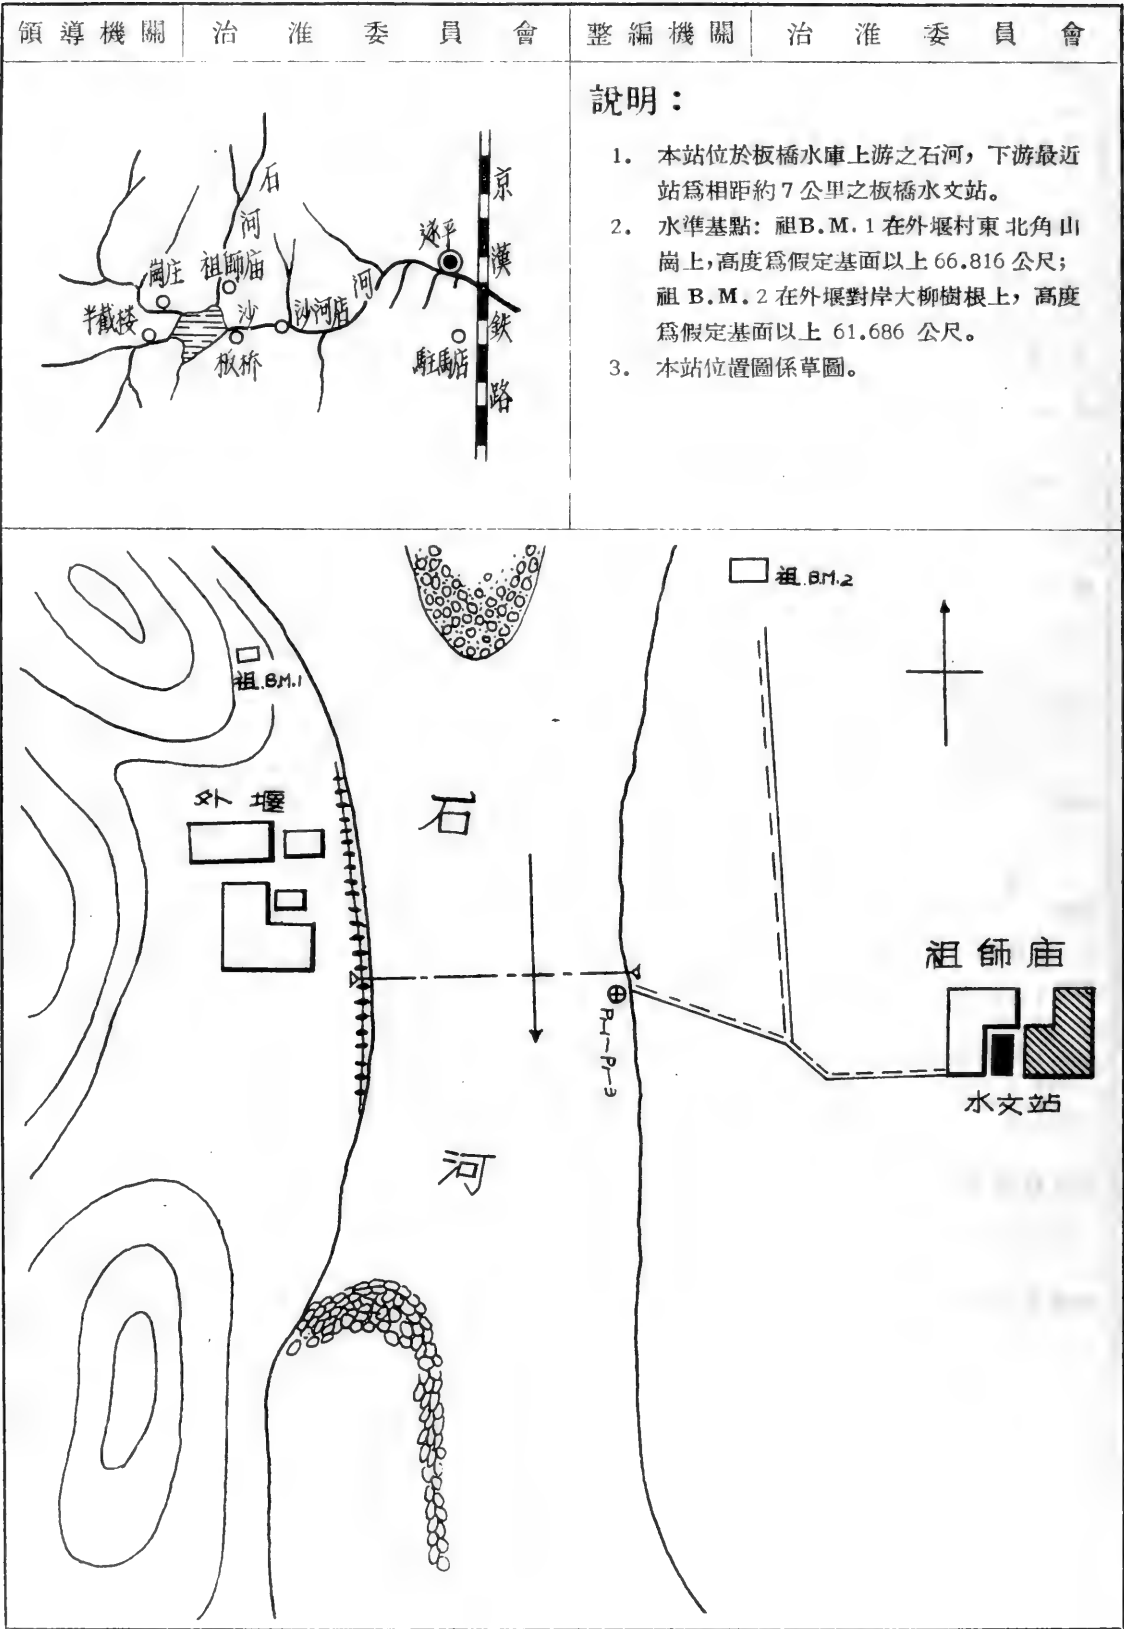 領導機關 治淮委員會 整編機關 治淮委員會
說明：
1. 本站位於板橋水庫上游之石河，下游最近
站爲相距約7公里之板橋水文站。
2. 水準基點：祖B.M.1在外堰村東北角山
崗上，高度爲假定基面以上66.816公尺；
祖B.M.2在外堰對岸大柳樹根上，高度
爲假定基面以上 61.686 公尺。
3. 本站位置圖係草圖。
石河
京漢鉄路
遂平
崗庄
祖師庙
沙河
沙河店
半截楼
板桥
駐馬店
祖.B.M.2
祖.B.M.1
外堰
石河
祖師庙
P1-1—P1-3
水文站